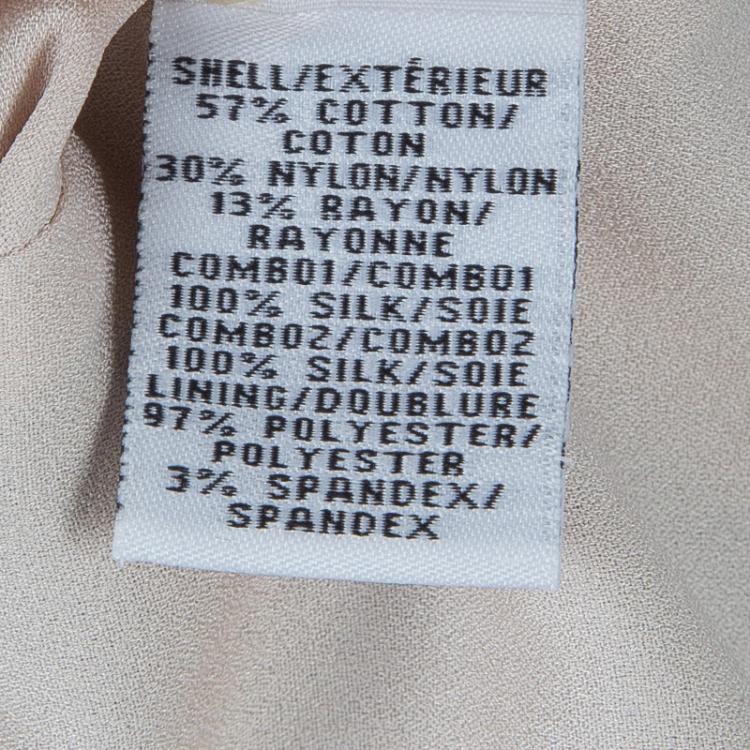 SHELL/EXTÉRIEUR
57% COTTON/
COTON
30% NYLON/NYLON
13% RAYON/
RAYONNE
COMBO1/COMBO1
100% SILK/SOIE
COMBO2/COMBO2
100% SILK/SOIE
LINING/DOUBLURE
97% POLYESTER/
POLYESTER
3% SPANDEX/
SPANDEX